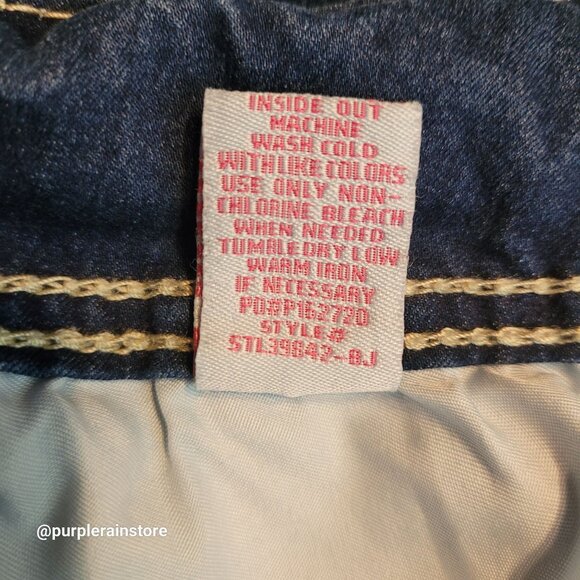 INSIDE OUT
MACHINE
WASH COLD
WITH LIKE COLORS
USE ONLY NON-
CHLORINE BLEACH
WHEN NEEDED
TUMBLE DRY LOW
WARM IRON
IF NECESSARY
PO#P162720
STYLE#
STL39847-BJ
@purplerainstore